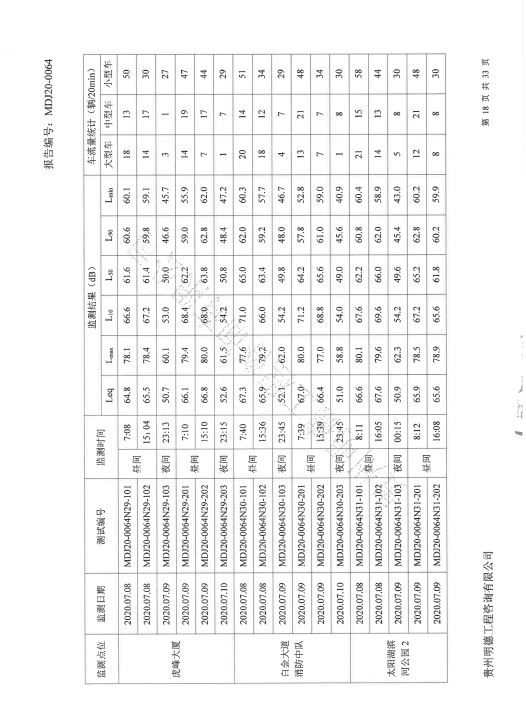 报告编号：MDJ20-0064
监测点位 监测日期 测试编号 监测时间 监测结果（dB） 车流量统计（辆/20min）
Leq Lmax L10 L50 L90 Lmin 大型车 中型车 小型车
虎峰大厦 2020.07.08 MDJ20-0064N29-101 昼间 7:08 64.8 78.1 66.6 61.6 60.6 60.1 18 13 50
2020.07.08 MDJ20-0064N29-102 15:04 65.5 78.4 67.2 61.4 59.8 59.1 14 17 30
2020.07.09 MDJ20-0064N29-103 夜间 23:13 50.7 60.1 53.0 50.0 46.6 45.7 3 1 27
2020.07.09 MDJ20-0064N29-201 昼间 7:10 66.1 79.4 68.4 62.2 59.0 55.9 14 19 47
2020.07.09 MDJ20-0064N29-202 15:10 66.8 80.0 68.0 63.8 62.8 62.0 7 17 44
2020.07.10 MDJ20-0064N29-203 夜间 23:15 52.6 61.5 54.2 50.8 48.4 47.2 1 7 29
白金大道消防中队 2020.07.08 MDJ20-0064N30-101 昼间 7:40 67.3 77.6 71.0 65.0 62.0 60.3 20 14 51
2020.07.08 MDJ20-0064N30-102 15:36 65.9 79.2 66.0 63.4 59.2 57.7 18 12 34
2020.07.09 MDJ20-0064N30-103 夜间 23:45 52.1 62.0 54.2 49.8 48.0 46.7 4 7 29
2020.07.09 MDJ20-0064N30-201 昼间 7:39 67.0 80.0 71.2 64.2 57.8 52.8 13 21 48
2020.07.09 MDJ20-0064N30-202 15:39 66.4 77.0 68.8 65.6 61.0 59.0 7 7 34
2020.07.10 MDJ20-0064N30-203 夜间 23:45 51.0 58.8 54.0 49.0 45.6 40.9 1 8 30
太阳湖滨河公园 2 2020.07.08 MDJ20-0064N31-101 昼间 8:11 66.6 80.1 67.6 62.2 60.8 60.4 21 15 58
2020.07.08 MDJ20-0064N31-102 16:05 67.6 79.6 69.6 66.0 62.0 58.9 14 13 44
2020.07.09 MDJ20-0064N31-103 夜间 00:15 50.9 62.3 54.2 49.6 45.4 43.0 5 8 30
2020.07.09 MDJ20-0064N31-201 昼间 8:12 65.9 78.5 67.2 65.2 62.8 60.2 12 21 48
2020.07.09 MDJ20-0064N31-202 16:08 65.6 78.9 65.6 61.8 60.2 59.9 8 8 30
贵州明德工程咨询有限公司
第 18 页 共 33 页